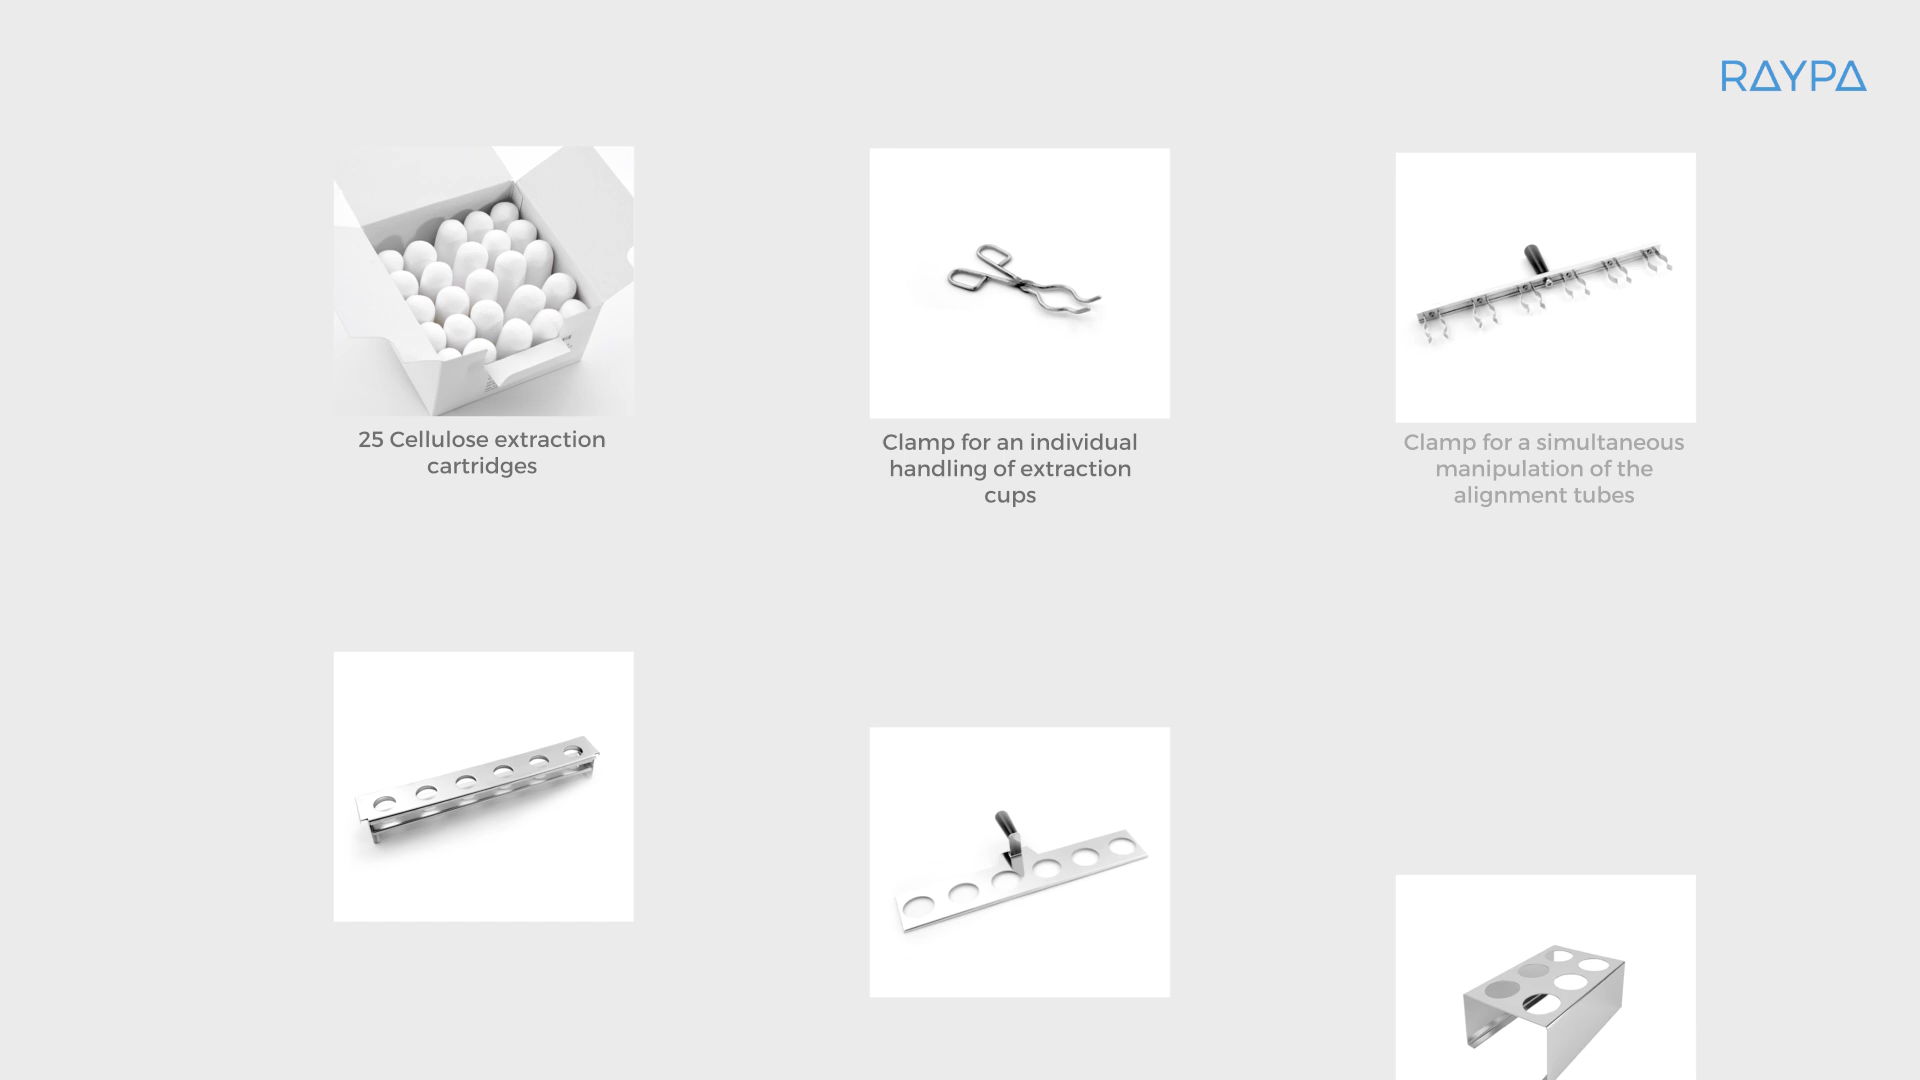 RAYPA
25 Cellulose extraction
cartridges
Clamp for an individual
handling of extraction
cups
Clamp for a simultaneous
manipulation of the
alignment tubes